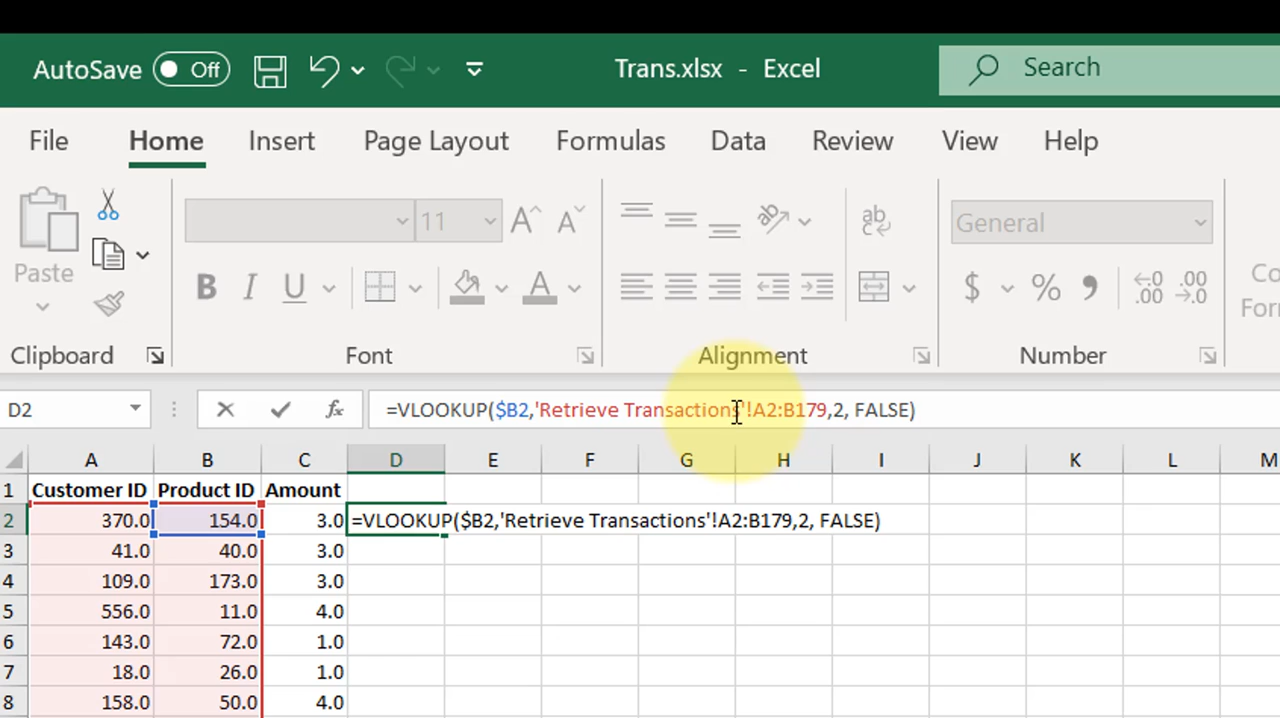 AutoSave Off Trans.xlsx - Excel Search
File Home Insert Page Layout Formulas Data Review View Help
11 General
Paste B I U $ % 9 .00 .00
Clipboard Font Alignment Number
D2 fx =VLOOKUP($B2,'Retrieve Transactions'!A2:B179,2, FALSE)
A B C D E F G H I J K L M
1 Customer ID Product ID Amount
2 370.0 154.0 3.0 =VLOOKUP($B2,'Retrieve Transactions'!A2:B179,2, FALSE)
3 41.0 40.0 3.0
4 109.0 173.0 3.0
5 556.0 11.0 4.0
6 143.0 72.0 1.0
7 18.0 26.0 1.0
8 158.0 50.0 4.0